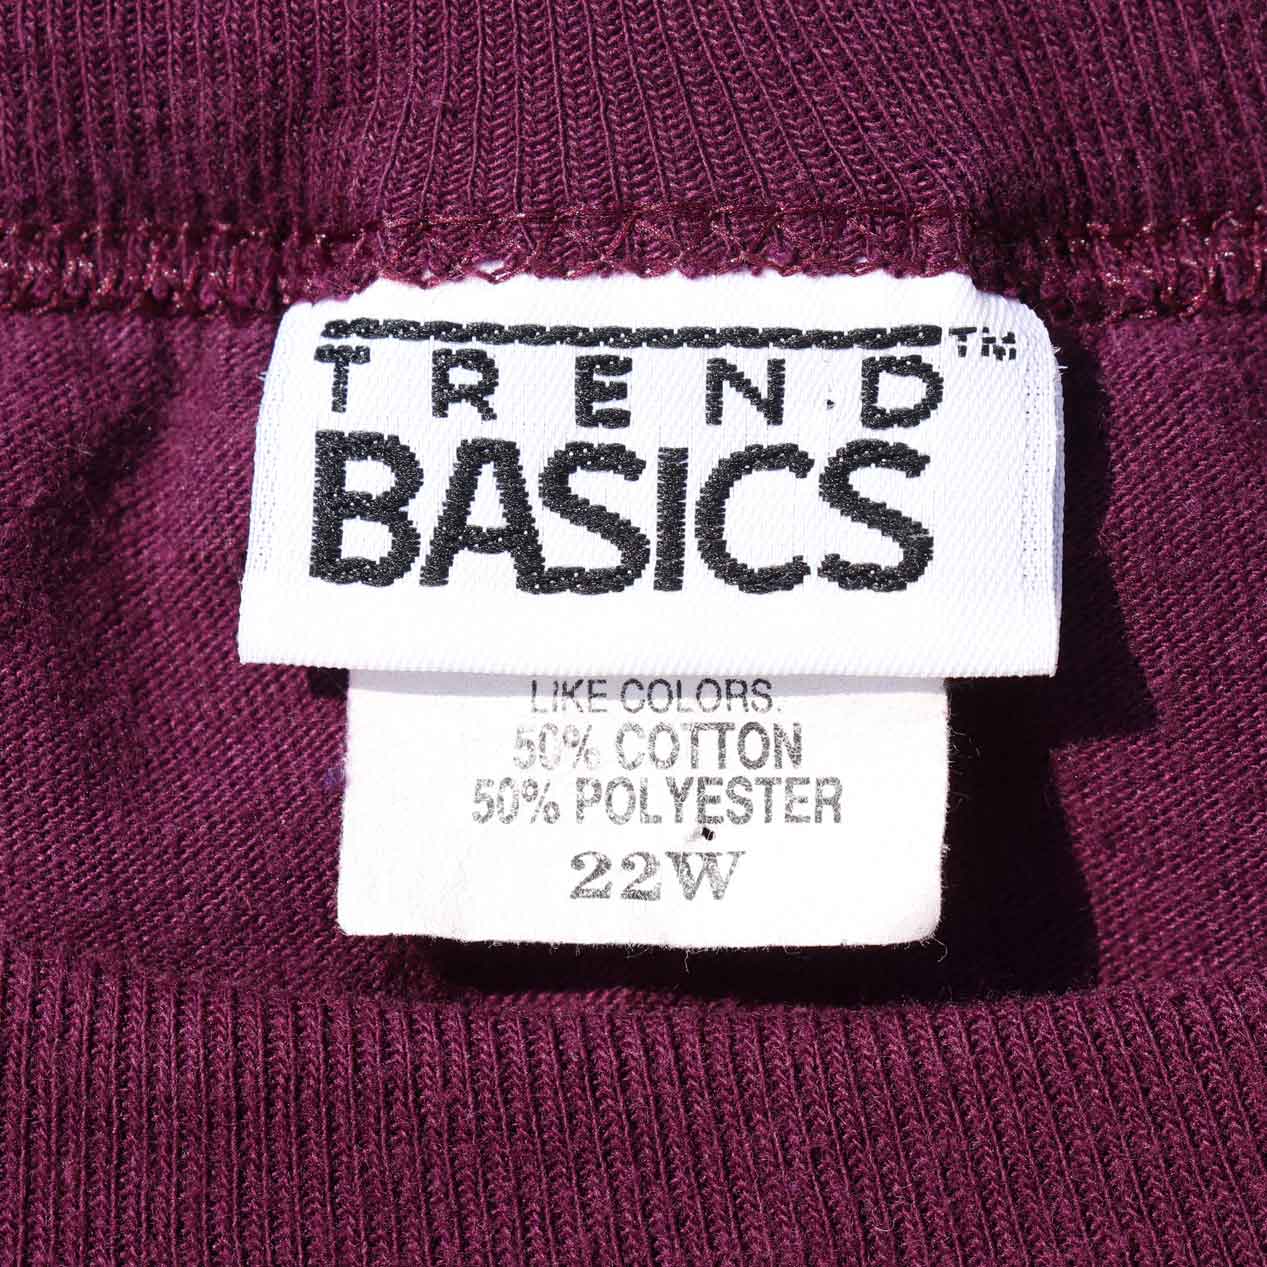 TREND™
BASICS
LIKE COLORS.
50% COTTON
50% POLYESTER
22W